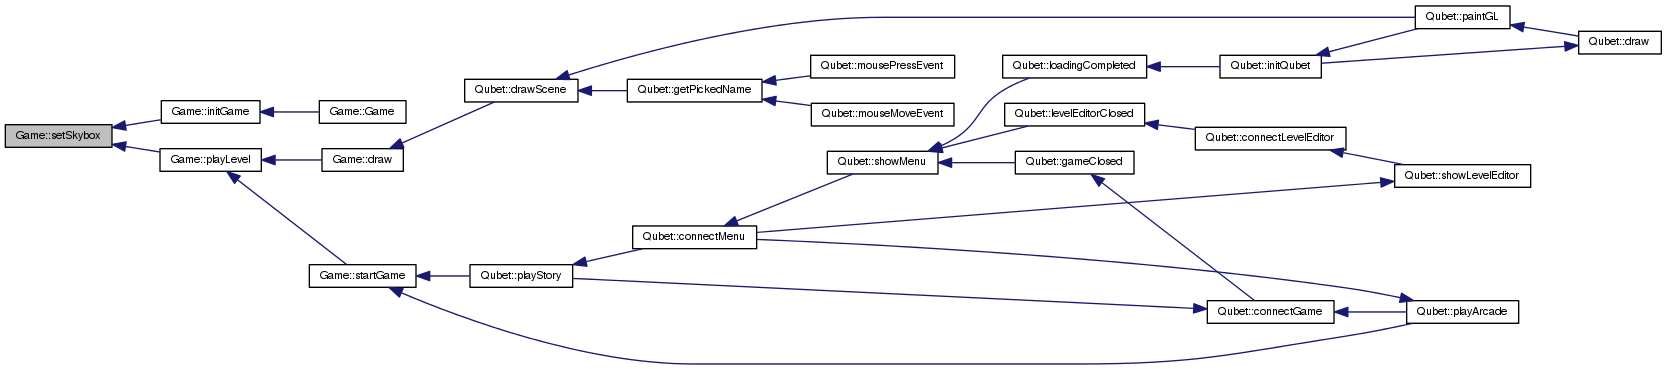 Qubet::paintGL
Qubet::draw
Qubet::mousePressEvent
Qubet::loadingCompleted
Qubet::initQubet
Qubet::drawScene
Qubet::getPickedName
Game::initGame
Game::Game
Qubet::mouseMoveEvent
Qubet::levelEditorClosed
Game::setSkybox
Qubet::connectLevelEditor
Game::playLevel
Game::draw
Qubet::showMenu
Qubet::gameClosed
Qubet::showLevelEditor
Qubet::connectMenu
Game::startGame
Qubet::playStory
Qubet::connectGame
Qubet::playArcade